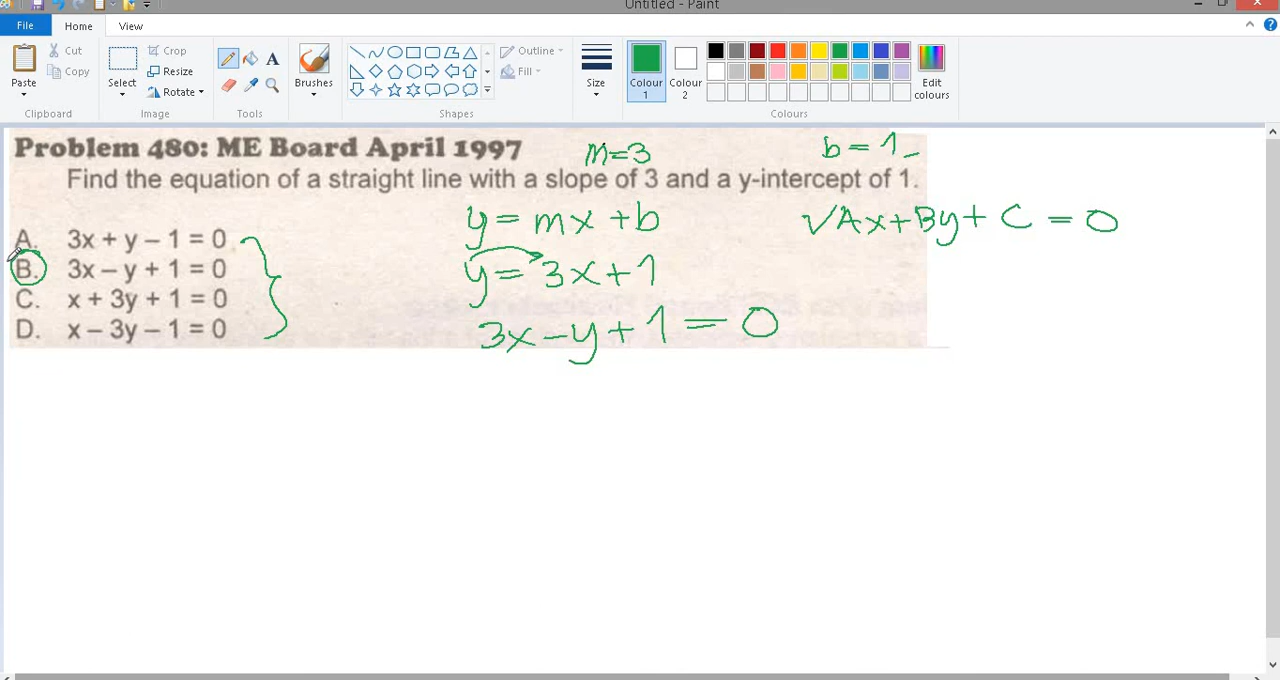 Untitled - Paint
File Home View
Paste Cut Copy Clipboard
Select Crop Resize Rotate Image
Tools
Brushes
Outline Fill Shapes
Size
Colour 1 Colour 2 Edit colours Colours
Problem 480: ME Board April 1997
m=3
b = 1
Find the equation of a straight line with a slope of 3 and a y-intercept of 1.
A. 3x + y – 1 = 0
B. 3x – y + 1 = 0
C. x + 3y + 1 = 0
D. x – 3y – 1 = 0
y = mx + b
y = 3x + 1
3x – y + 1 = 0
√Ax + By + C = 0